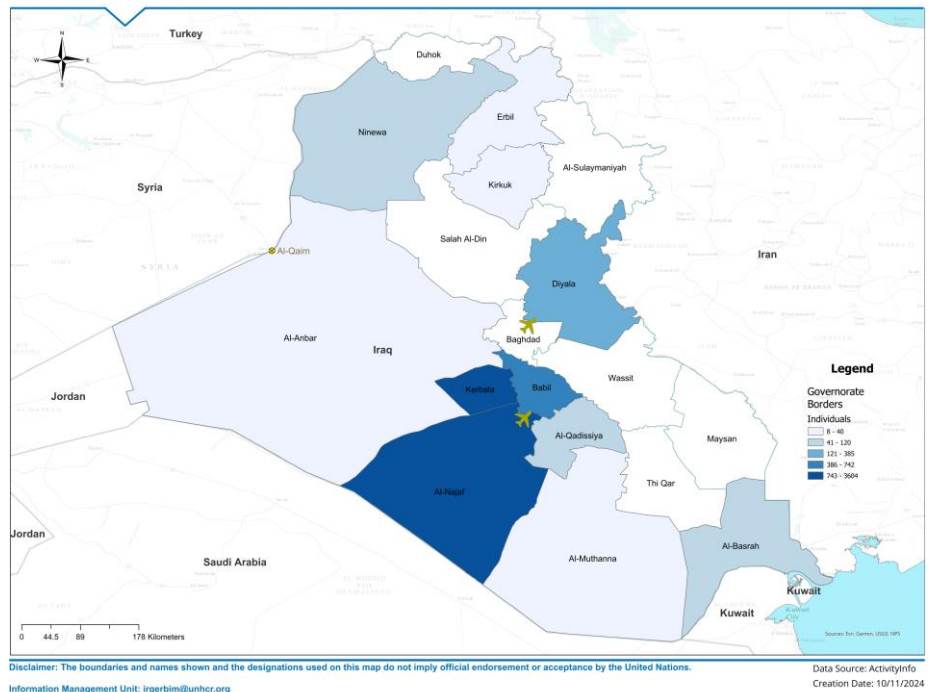 N
W
E
S
Turkey
Duhok
Ninewa
Erbil
Kirkuk
Al-Sulaymaniyah
Syria
SYRIA
Salah Al-Din
Al-Qaim
Iran
Diyala
Al-Anbar
Iraq
Baghdad
Wassit
Jordan
Kerbala
Babil
Al-Qadissiya
Maysan
Legend
Governorate
Borders
Individuals
8 - 40
41 - 120
121 - 385
386 - 742
743 - 3604
Al-Najaf
Thi Qar
Jordan
Saudi Arabia
Al-Muthanna
Al-Basrah
Kuwait
Kuwait
Kuwait
City
0 44.5 89 178 Kilometers
Sources: Esri, Garmin, USGS, NPS
Disclaimer: The boundaries and names shown and the designations used on this map do not imply official endorsement or acceptance by the United Nations.
Data Source: ActivityInfo
Information Management Unit: irqerbim@unhcr.org
Creation Date: 10/11/2024